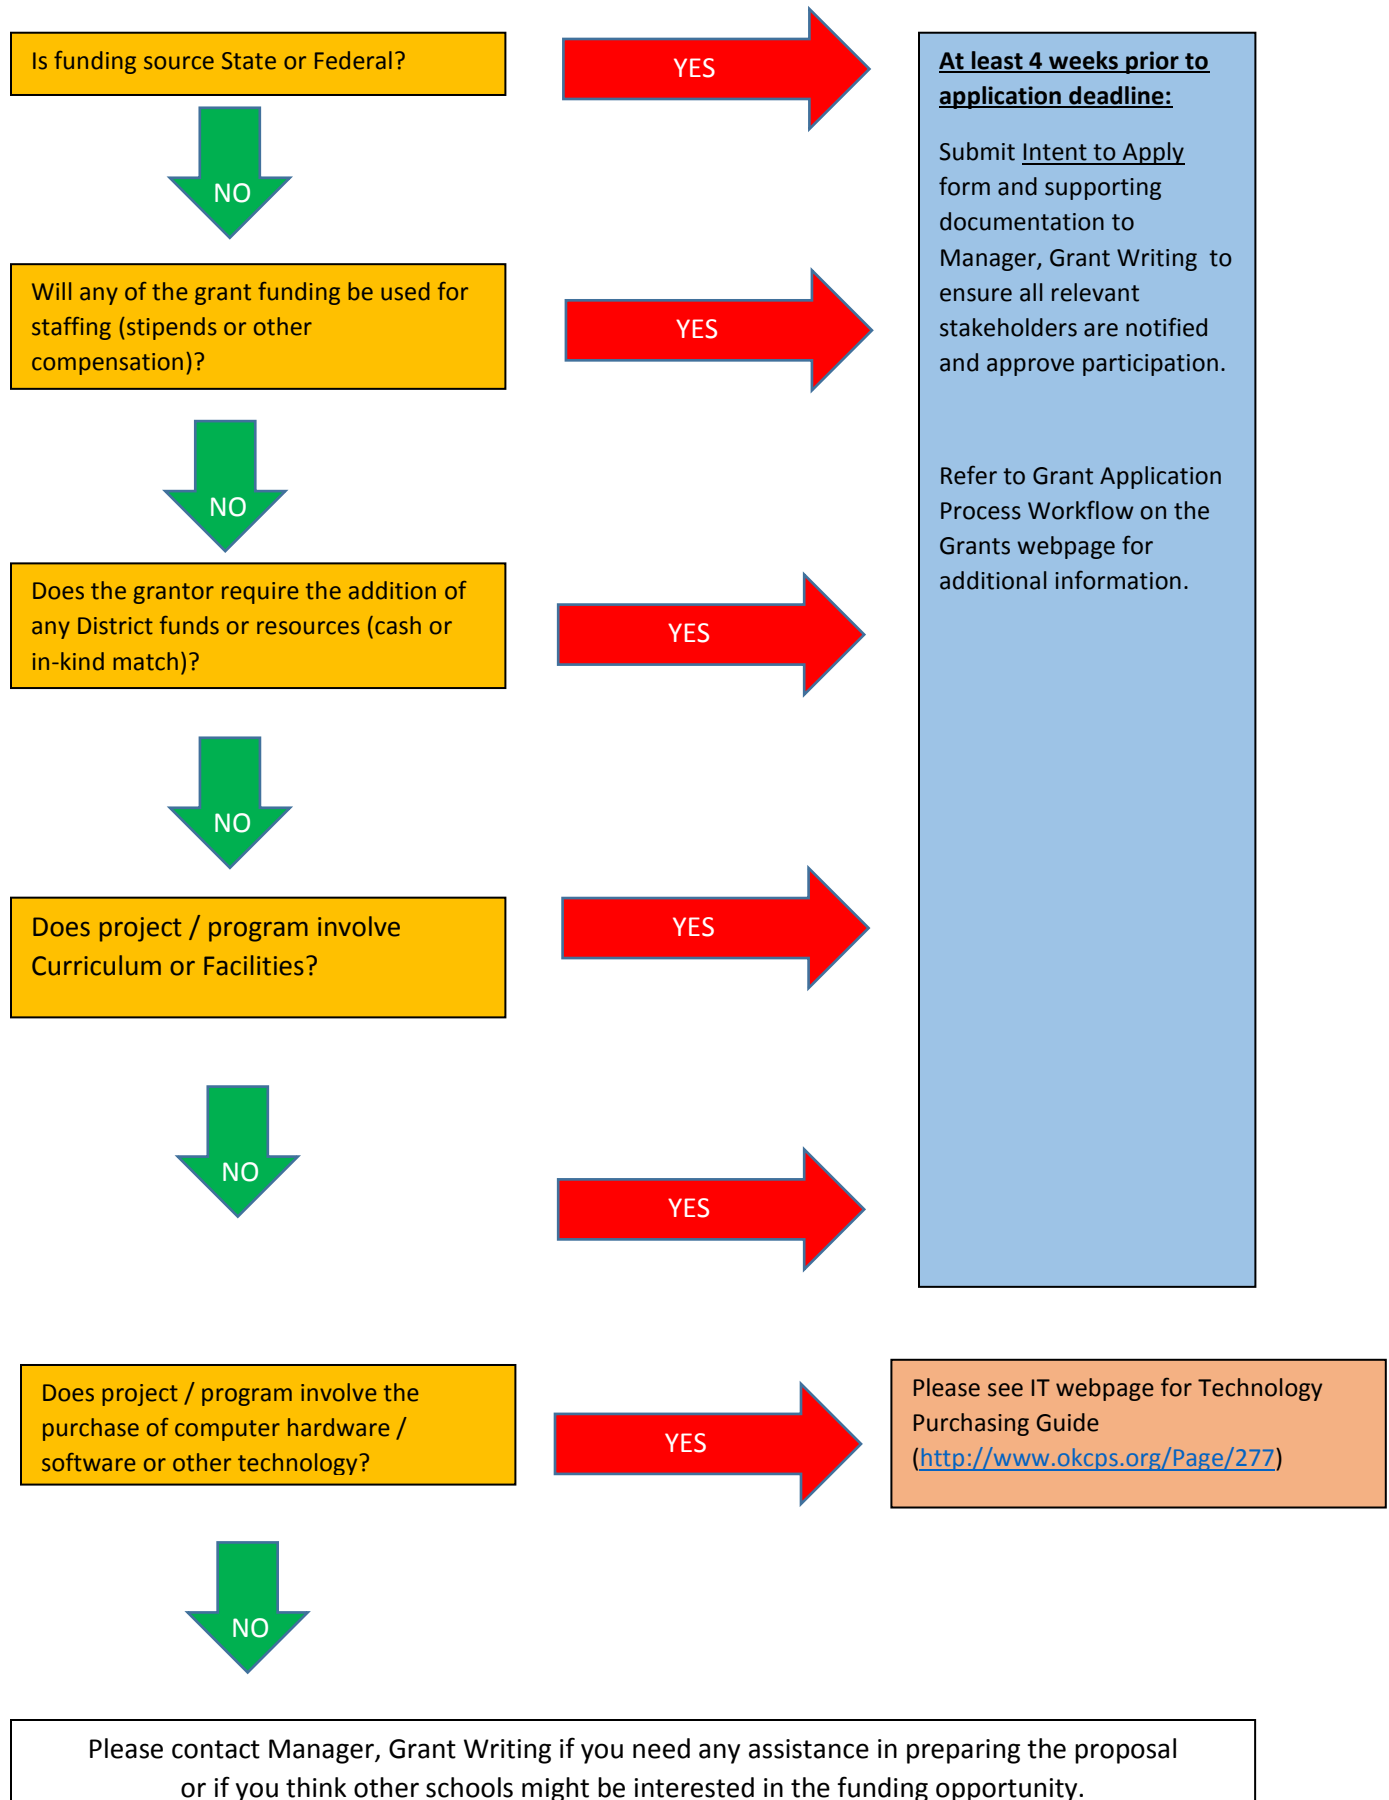 Is funding source State or Federal?
YES
NO
Will any of the grant funding be used for
staffing (stipends or other
compensation)?
YES
NO
Does the grantor require the addition of
any District funds or resources (cash or
in-kind match)?
YES
NO
Does project / program involve
Curriculum or Facilities?
YES
NO
YES
At least 4 weeks prior to
application deadline:
Submit Intent to Apply
form and supporting
documentation to
Manager, Grant Writing to
ensure all relevant
stakeholders are notified
and approve participation.
Refer to Grant Application
Process Workflow on the
Grants webpage for
additional information.
Does project / program involve the
purchase of computer hardware /
software or other technology?
YES
Please see IT webpage for Technology
Purchasing Guide
(http://www.okcps.org/Page/277)
NO
Please contact Manager, Grant Writing if you need any assistance in preparing the proposal
or if you think other schools might be interested in the funding opportunity.